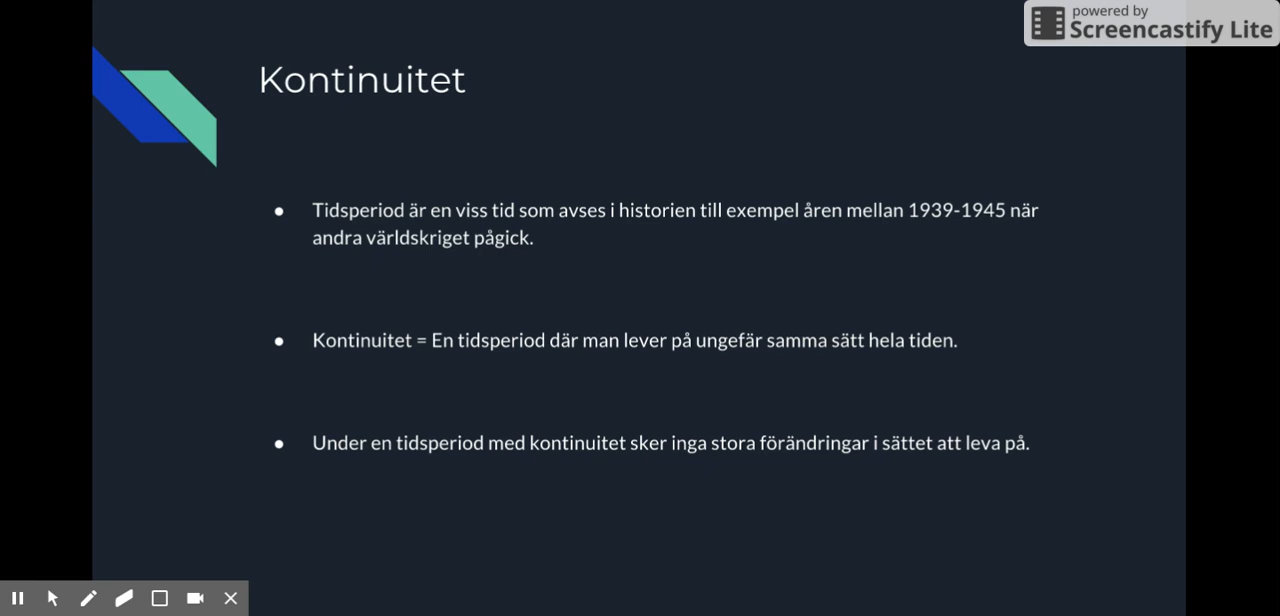 powered by
Screencastify Lite
Kontinuitet
● Tidsperiod är en viss tid som avses i historien till exempel åren mellan 1939-1945 när
andra världskriget pågick.
● Kontinuitet = En tidsperiod där man lever på ungefär samma sätt hela tiden.
● Under en tidsperiod med kontinuitet sker inga stora förändringar i sättet att leva på.